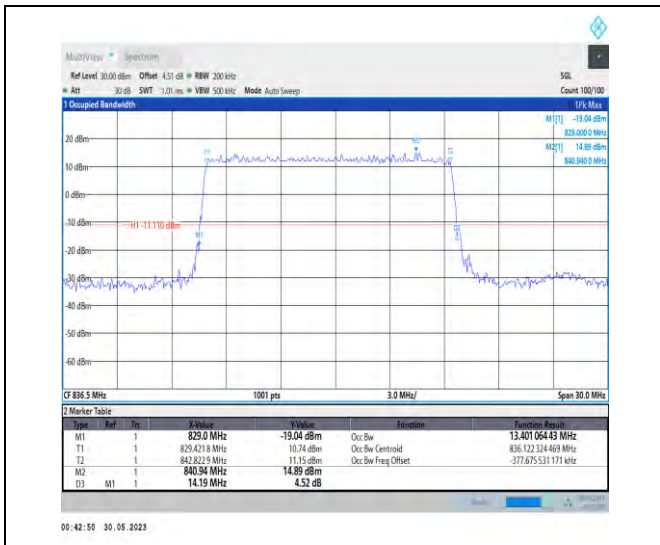 MultiView Spectrum
Ref Level 30.00 dBm Offset 4.51 dB RBW 200 kHz SGL
Att 30 dB SWT 1.01 ms VBW 500 kHz Mode Auto Sweep Count 100/100
1 Occupied Bandwidth 1Pk Max
M1[1] -19.04 dBm
829.0000 MHz
M2[1] 14.89 dBm
840.9400 MHz
20 dBm
M2
T1 T2
10 dBm
0 dBm
-10 dBm
H1 -11.110 dBm
M1 D3
-20 dBm
-30 dBm
-40 dBm
-50 dBm
-60 dBm
CF 836.5 MHz 1001 pts 3.0 MHz/ Span 30.0 MHz
2 Marker Table
Type Ref Trc X-Value Y-Value Function Function Result
M1 1 829.0 MHz -19.04 dBm Occ Bw 13.401 064 43 MHz
T1 1 829.421 8 MHz 10.74 dBm Occ Bw Centroid 836.122 324 469 MHz
T2 1 842.822 9 MHz 11.15 dBm Occ Bw Freq Offset -377.675 531 171 kHz
M2 1 840.94 MHz 14.89 dBm
D3 M1 1 14.19 MHz 4.52 dB
00:42:50 30.05.2023